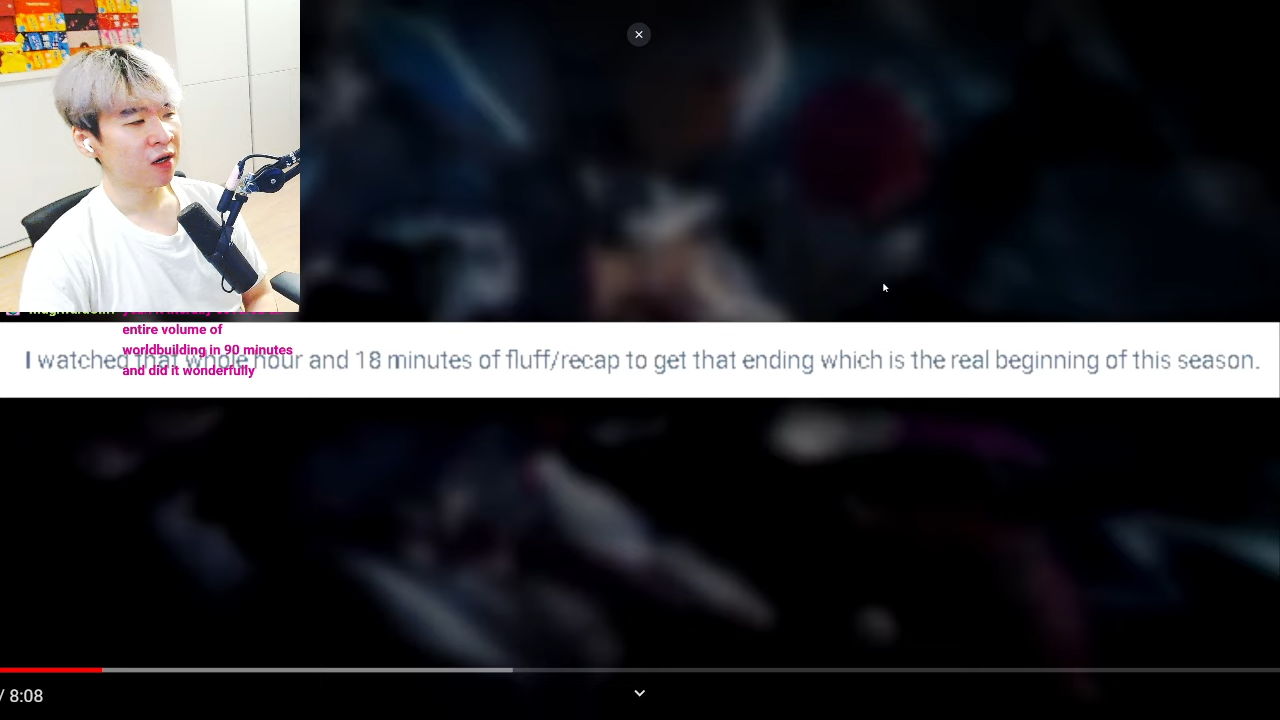 entire volume of
worldbuilding in 90 minutes
and did it wonderfully
I watched that whole hour and 18 minutes of fluff/recap to get that ending which is the real beginning of this season.
/ 8:08